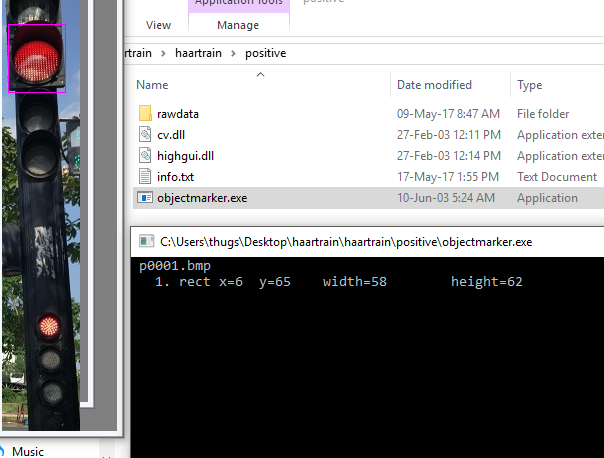 Application Tools
positive
View
Manage
rtrain > haartrain > positive
Name
Date modified
Type
rawdata
09-May-17 8:47 AM
File folder
cv.dll
27-Feb-03 12:11 PM
Application exten
highgui.dll
27-Feb-03 12:14 PM
Application exten
info.txt
17-May-17 1:55 PM
Text Document
objectmarker.exe
10-Jun-03 5:24 AM
Application
C:\Users\thugs\Desktop\haartrain\haartrain\positive\objectmarker.exe
p0001.bmp
1. rect x=6 y=65 width=58 height=62
Music